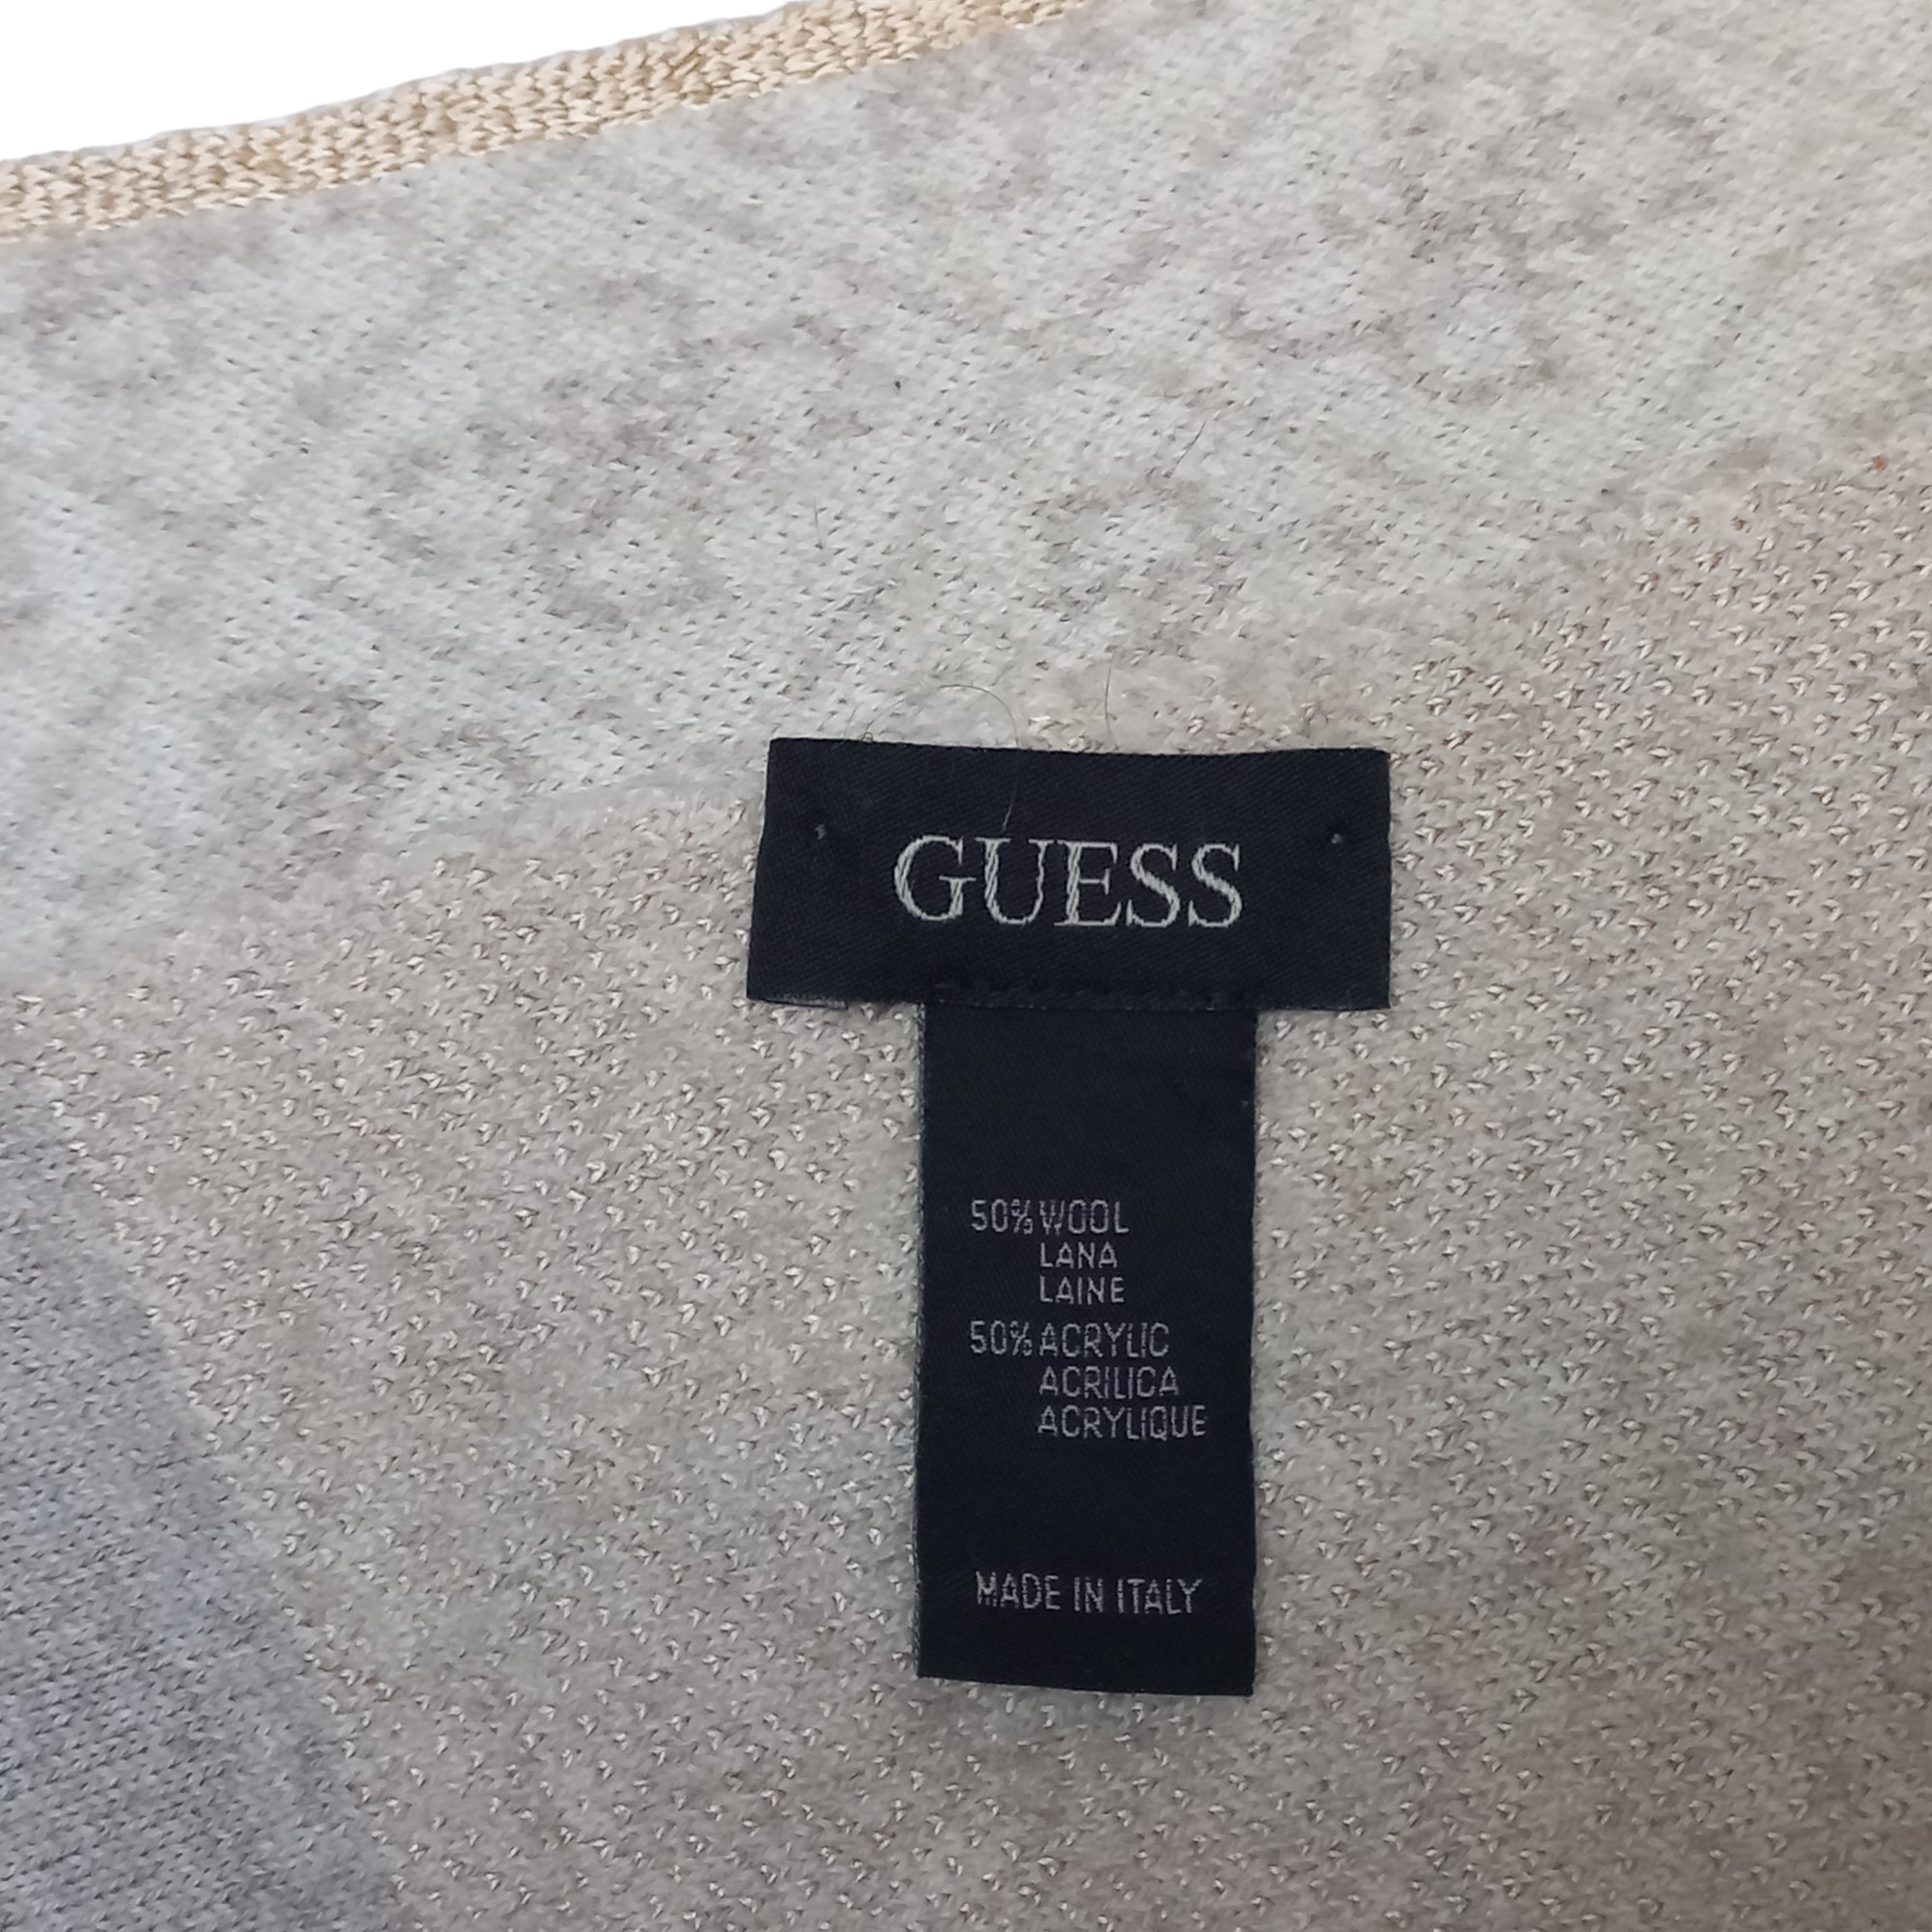 GUESS
50% WOOL
LANA
LAINE
50% ACRYLIC
ACRILICA
ACRYLIQUE
MADE IN ITALY